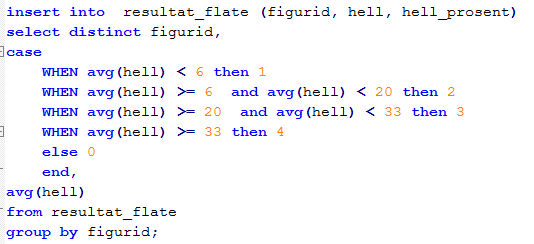 insert into  resultat_flate (figurid, hell, hell_prosent)
select distinct figurid,
case
    WHEN avg(hell) < 6 then 1
    WHEN avg(hell) >= 6  and avg(hell) < 20 then 2
    WHEN avg(hell) >= 20  and avg(hell) < 33 then 3
    WHEN avg(hell) >= 33 then 4
    else 0
    end,
avg(hell)
from resultat_flate
group by figurid;